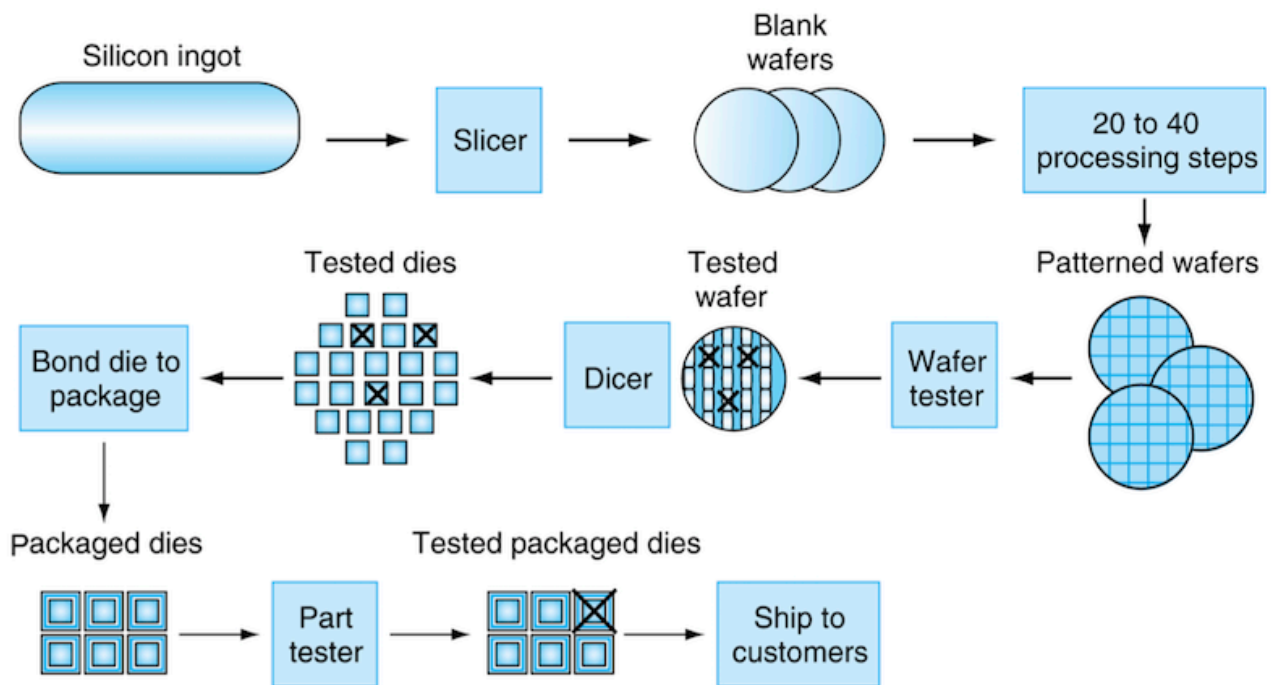 Silicon ingot
Slicer
Blank
wafers
20 to 40
processing steps
Patterned wafers
Wafer
tester
Tested
wafer
Dicer
Tested dies
Bond die to
package
Packaged dies
Part
tester
Tested packaged dies
Ship to
customers